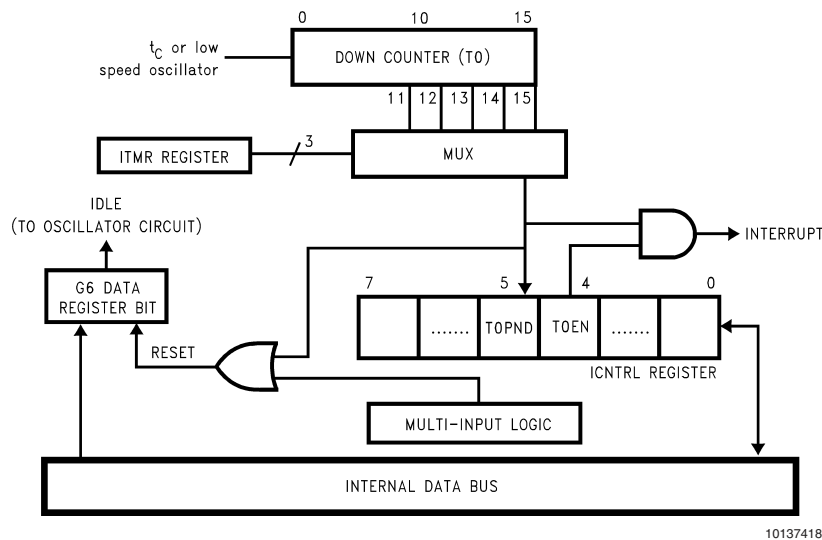 0 10 15
t_C or low
speed oscillator
DOWN COUNTER (T0)
11 12 13 14 15
ITMR REGISTER
3
MUX
IDLE
(TO OSCILLATOR CIRCUIT)
INTERRUPT
G6 DATA
REGISTER BIT
7 5 4 0
....... T0PND T0EN .......
RESET
ICNTRL REGISTER
MULTI-INPUT LOGIC
INTERNAL DATA BUS
10137418